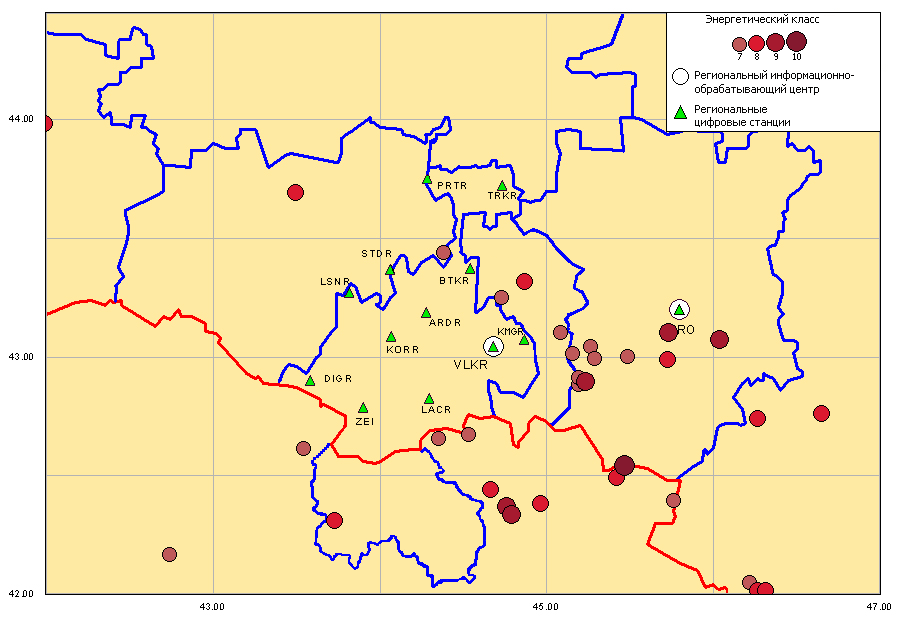 Энергетический класс
7 8 9 10
Региональный информационно-
обрабатывающий центр
Региональные
цифровые станции
44.00
PRTR
TRKR
STDR
LSNR
BTKR
ARDR
KMGR
RO
KORR
43.00
VLKR
DIGR
LACR
ZEI
42.00
43.00
45.00
47.00